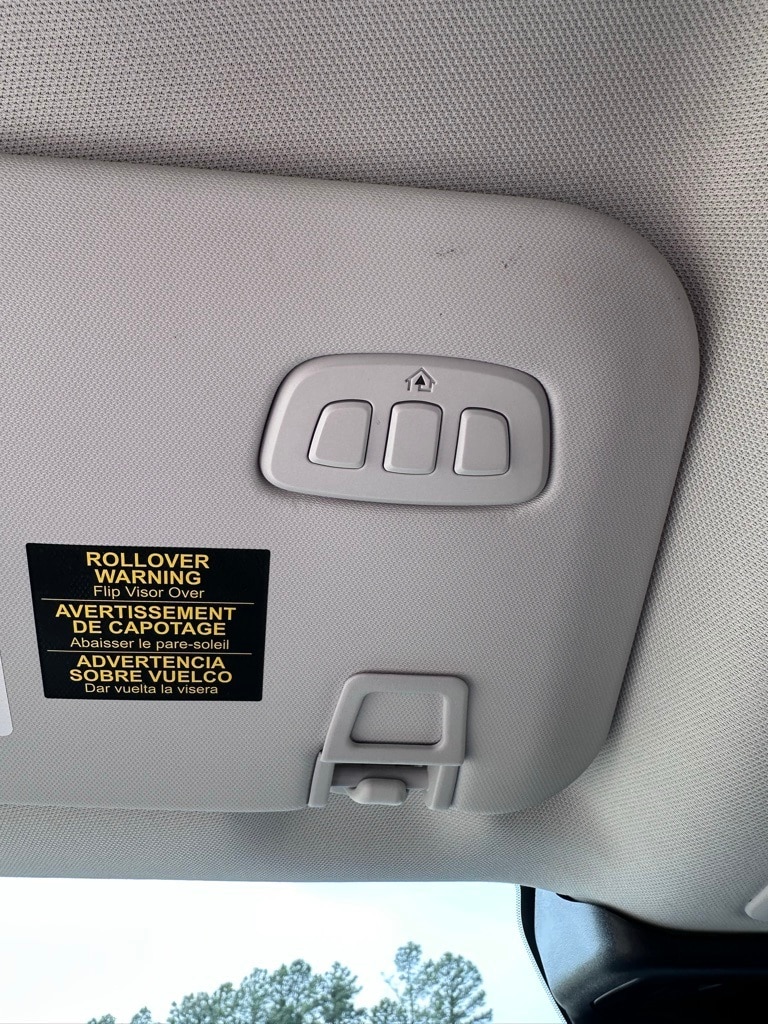 ROLLOVER
WARNING
Flip Visor Over
AVERTISSEMENT
DE CAPOTAGE
Abaisser le pare-soleil
ADVERTENCIA
SOBRE VUELCO
Dar vuelta la visera